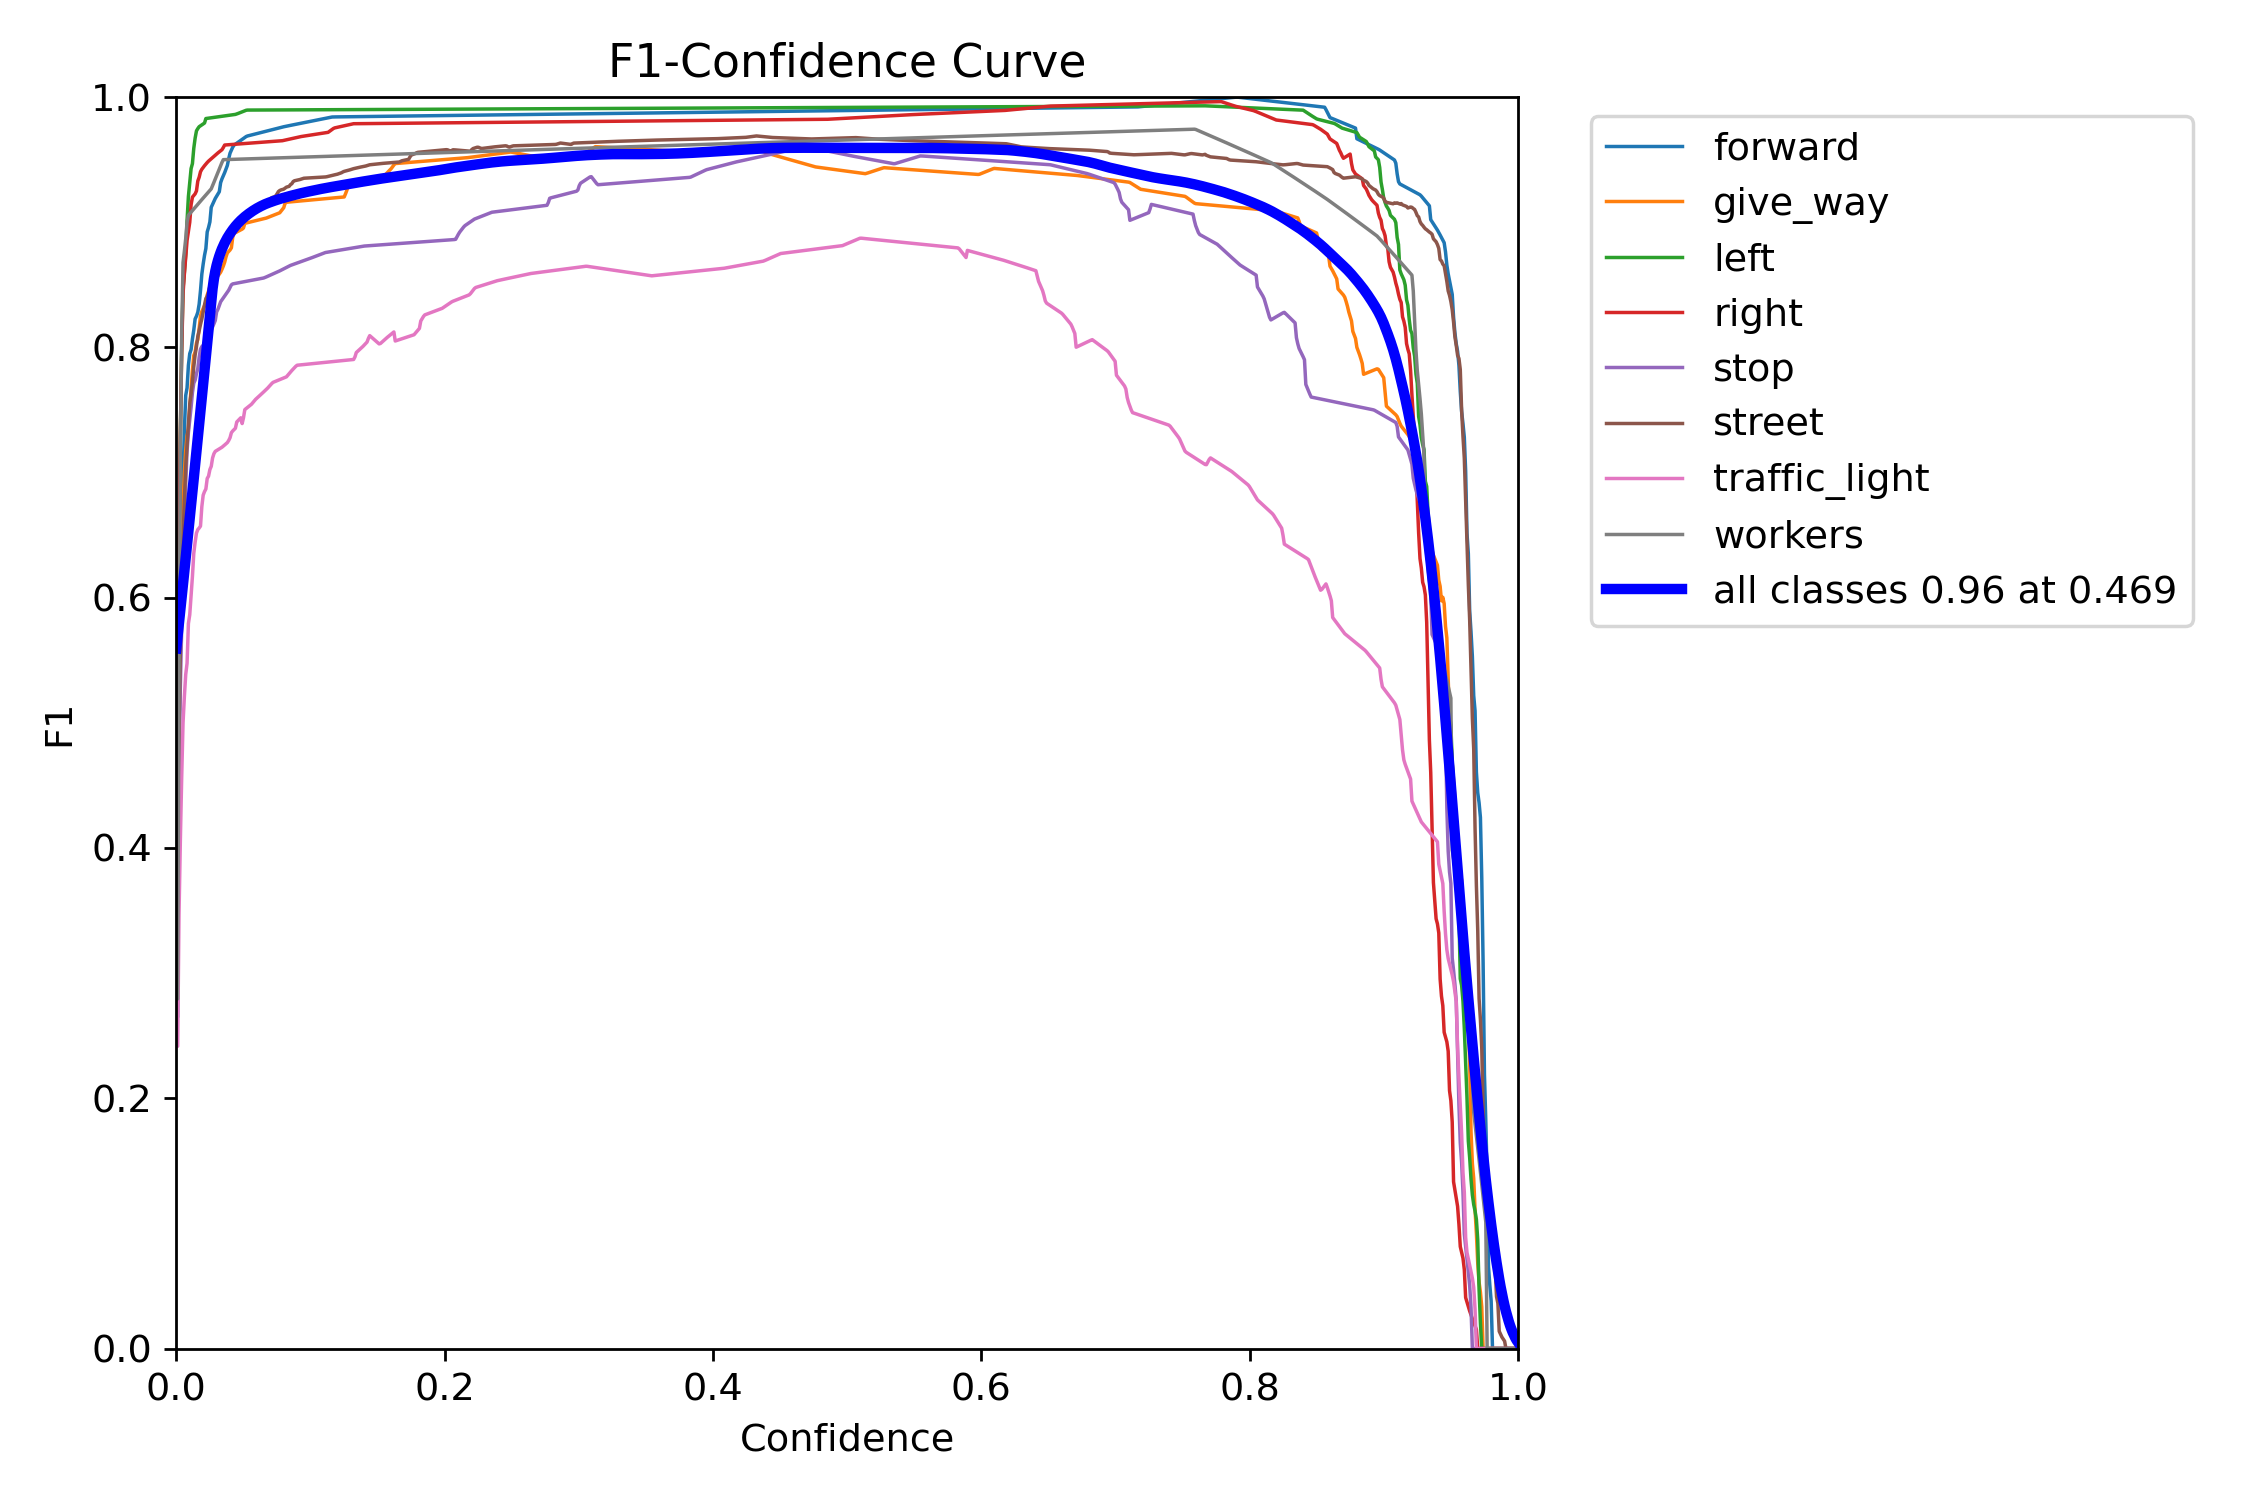 F1-Confidence Curve
1.0
0.8
0.6
0.4
0.2
0.0
F1
0.0 0.2 0.4 0.6 0.8 1.0
Confidence
forward
give_way
left
right
stop
street
traffic_light
workers
all classes 0.96 at 0.469